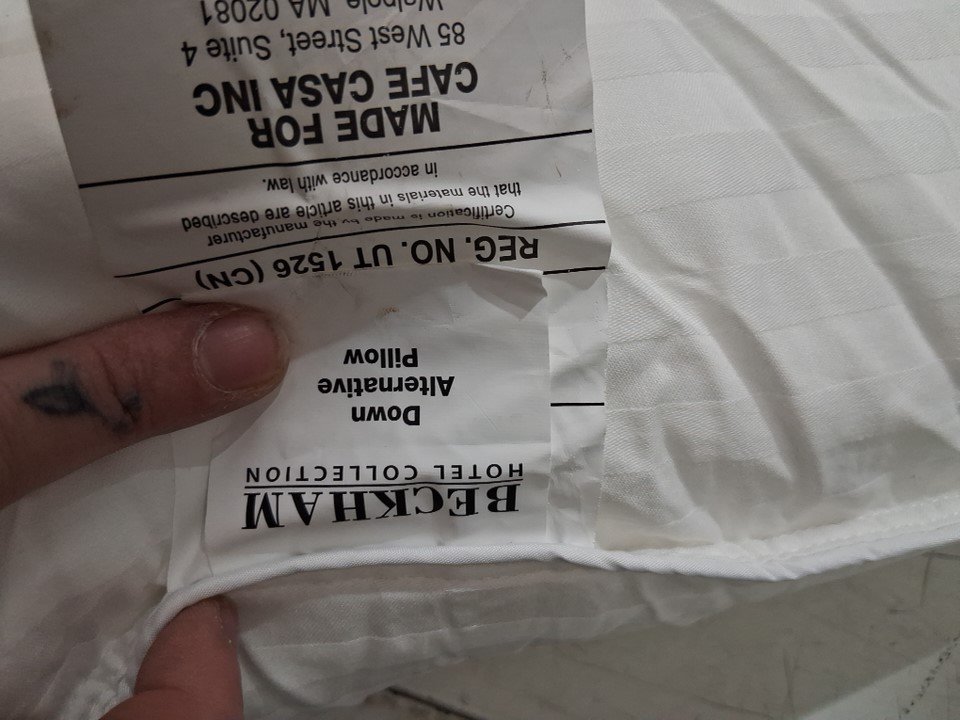 BECKHAM
HOTEL COLLECTION
Down
Alternative
Pillow
REG. NO. UT 1526 (CN)
Certification is made by the manufacturer
that the materials in this article are described
in accordance with law.
MADE FOR
CAFE CASA INC
85 West Street, Suite 4
Walpole, MA 02081